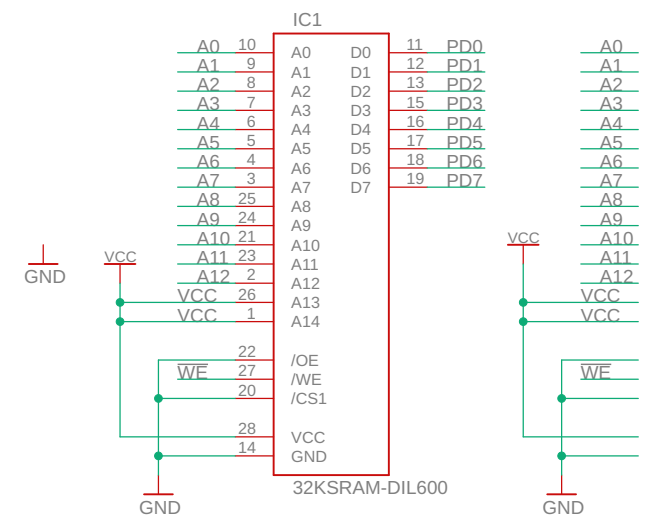 IC1
A0 10 A0 D0 11 PD0 A0
A1 9 A1 D1 12 PD1 A1
A2 8 A2 D2 13 PD2 A2
A3 7 A3 D3 15 PD3 A3
A4 6 A4 D4 16 PD4 A4
A5 5 A5 D5 17 PD5 A5
A6 4 A6 D6 18 PD6 A6
A7 3 A7 D7 19 PD7 A7
A8 25 A8 A8
A9 24 A9 A9
A10 21 A10 VCC A10
VCC A11 23 A11 A11
GND A12 2 A12 A12
VCC 26 A13 VCC
VCC 1 A14 VCC
22 /OE
WE 27 /WE WE
20 /CS1
28 VCC
14 GND
32KSRAM-DIL600
GND GND